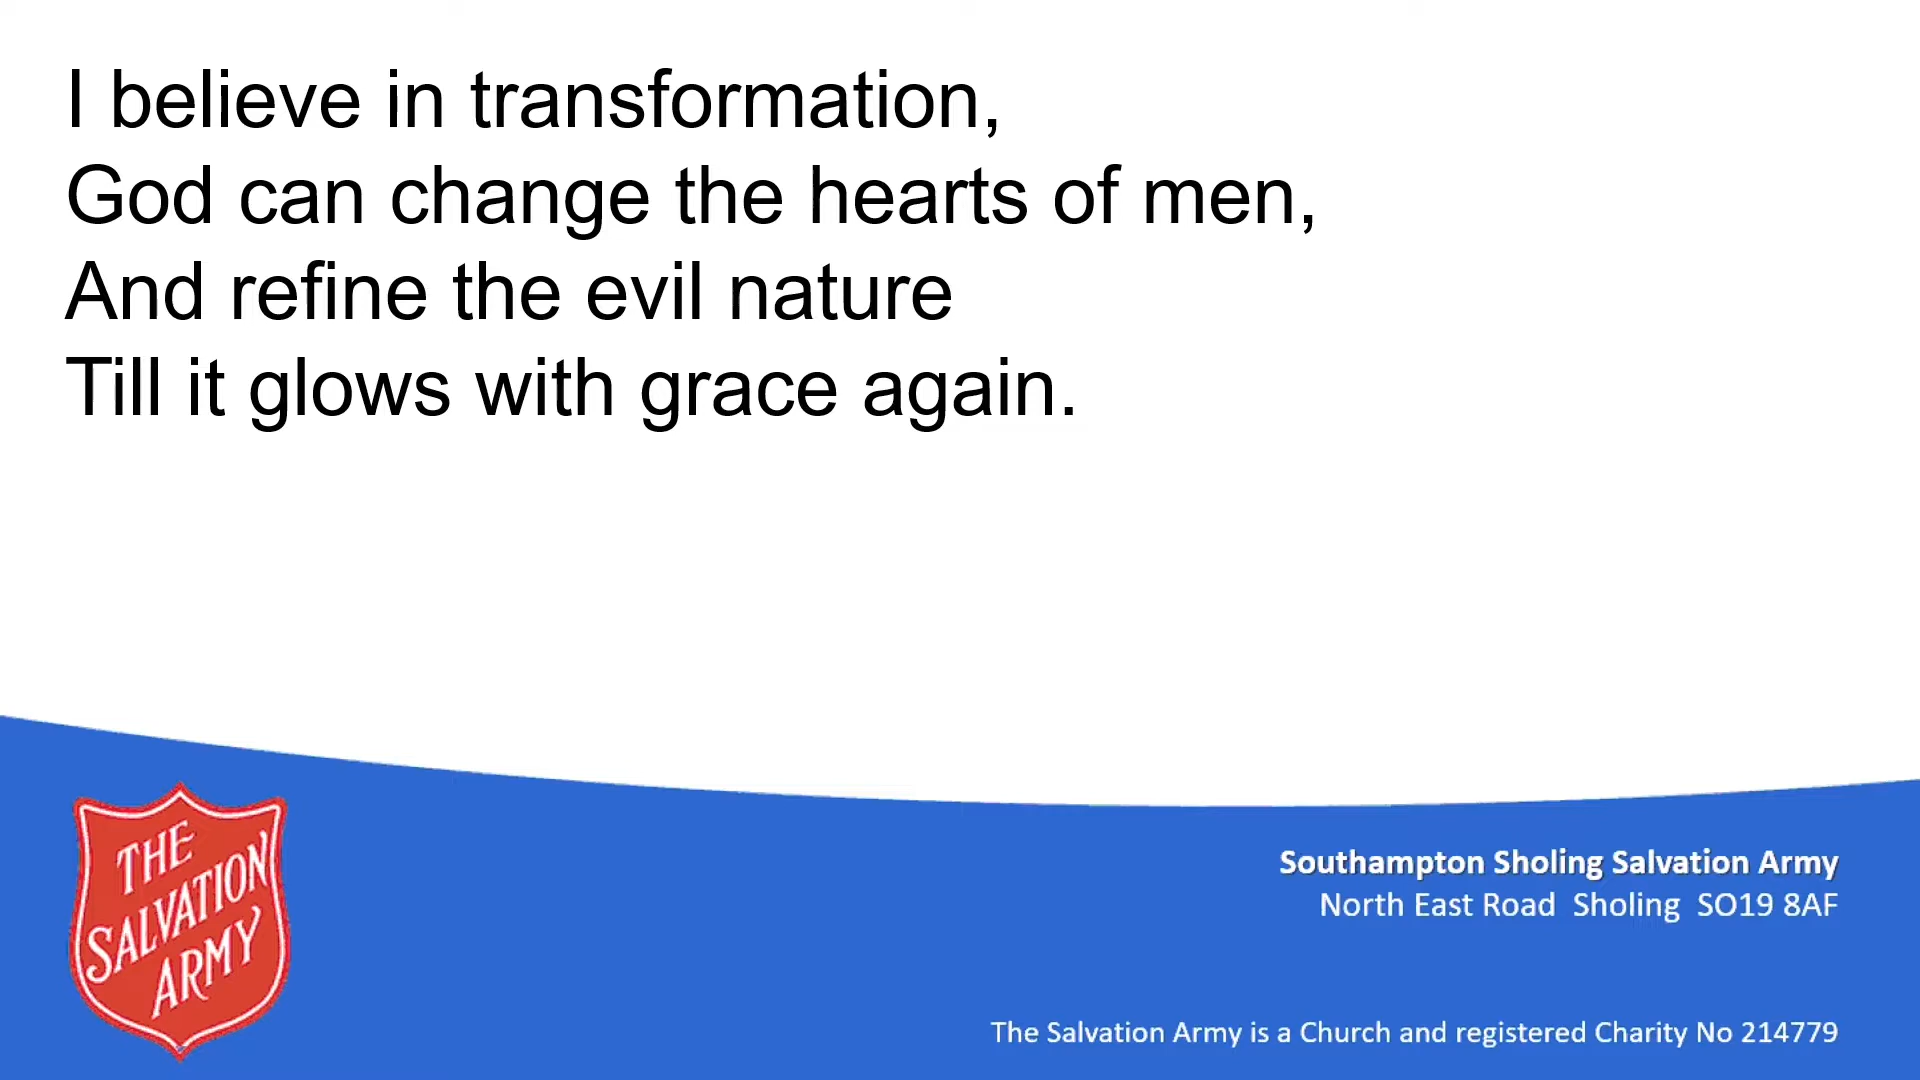 I believe in transformation,
God can change the hearts of men,
And refine the evil nature
Till it glows with grace again.
THE
SALVATION
ARMY
Southampton Sholing Salvation Army
North East Road Sholing SO19 8AF
The Salvation Army is a Church and registered Charity No 214779